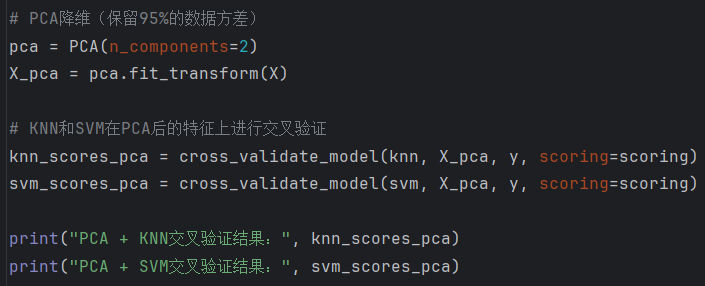 # PCA降维（保留95%的数据方差）
pca = PCA(n_components=2)
X_pca = pca.fit_transform(X)
# KNN和SVM在PCA后的特征上进行交叉验证
knn_scores_pca = cross_validate_model(knn, X_pca, y, scoring=scoring)
svm_scores_pca = cross_validate_model(svm, X_pca, y, scoring=scoring)
print("PCA + KNN交叉验证结果：", knn_scores_pca)
print("PCA + SVM交叉验证结果：", svm_scores_pca)